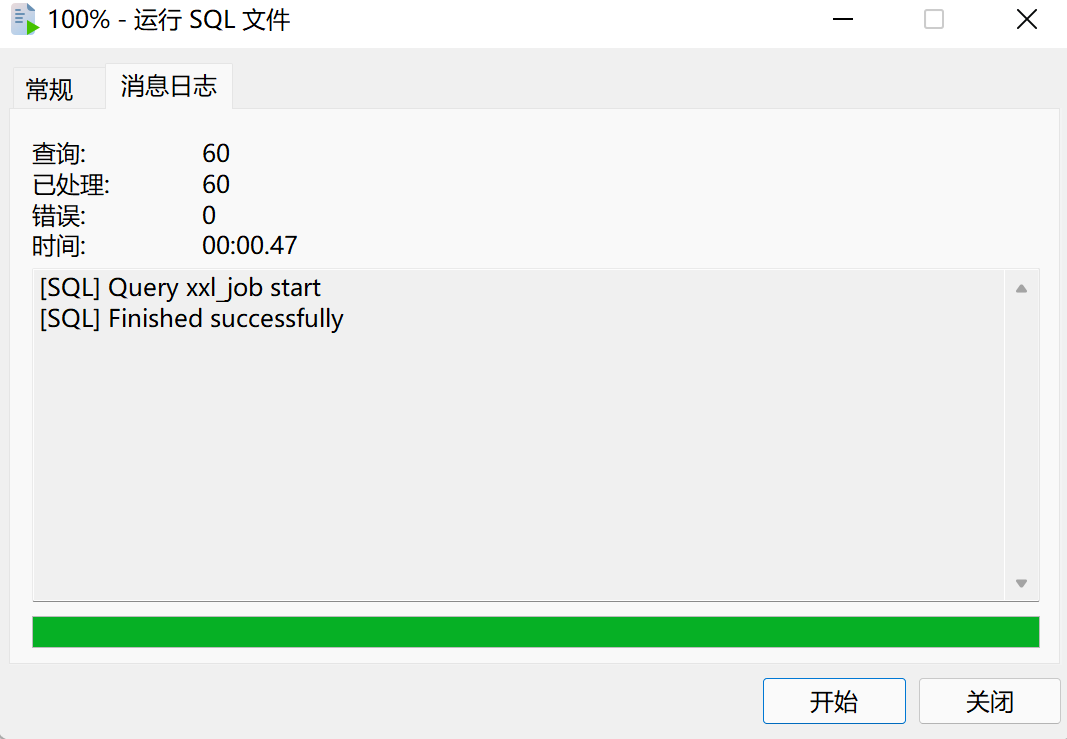 100% - 运行 SQL 文件
常规 消息日志
查询: 60
已处理: 60
错误: 0
时间: 00:00.47
[SQL] Query xxl_job start
[SQL] Finished successfully
开始 关闭